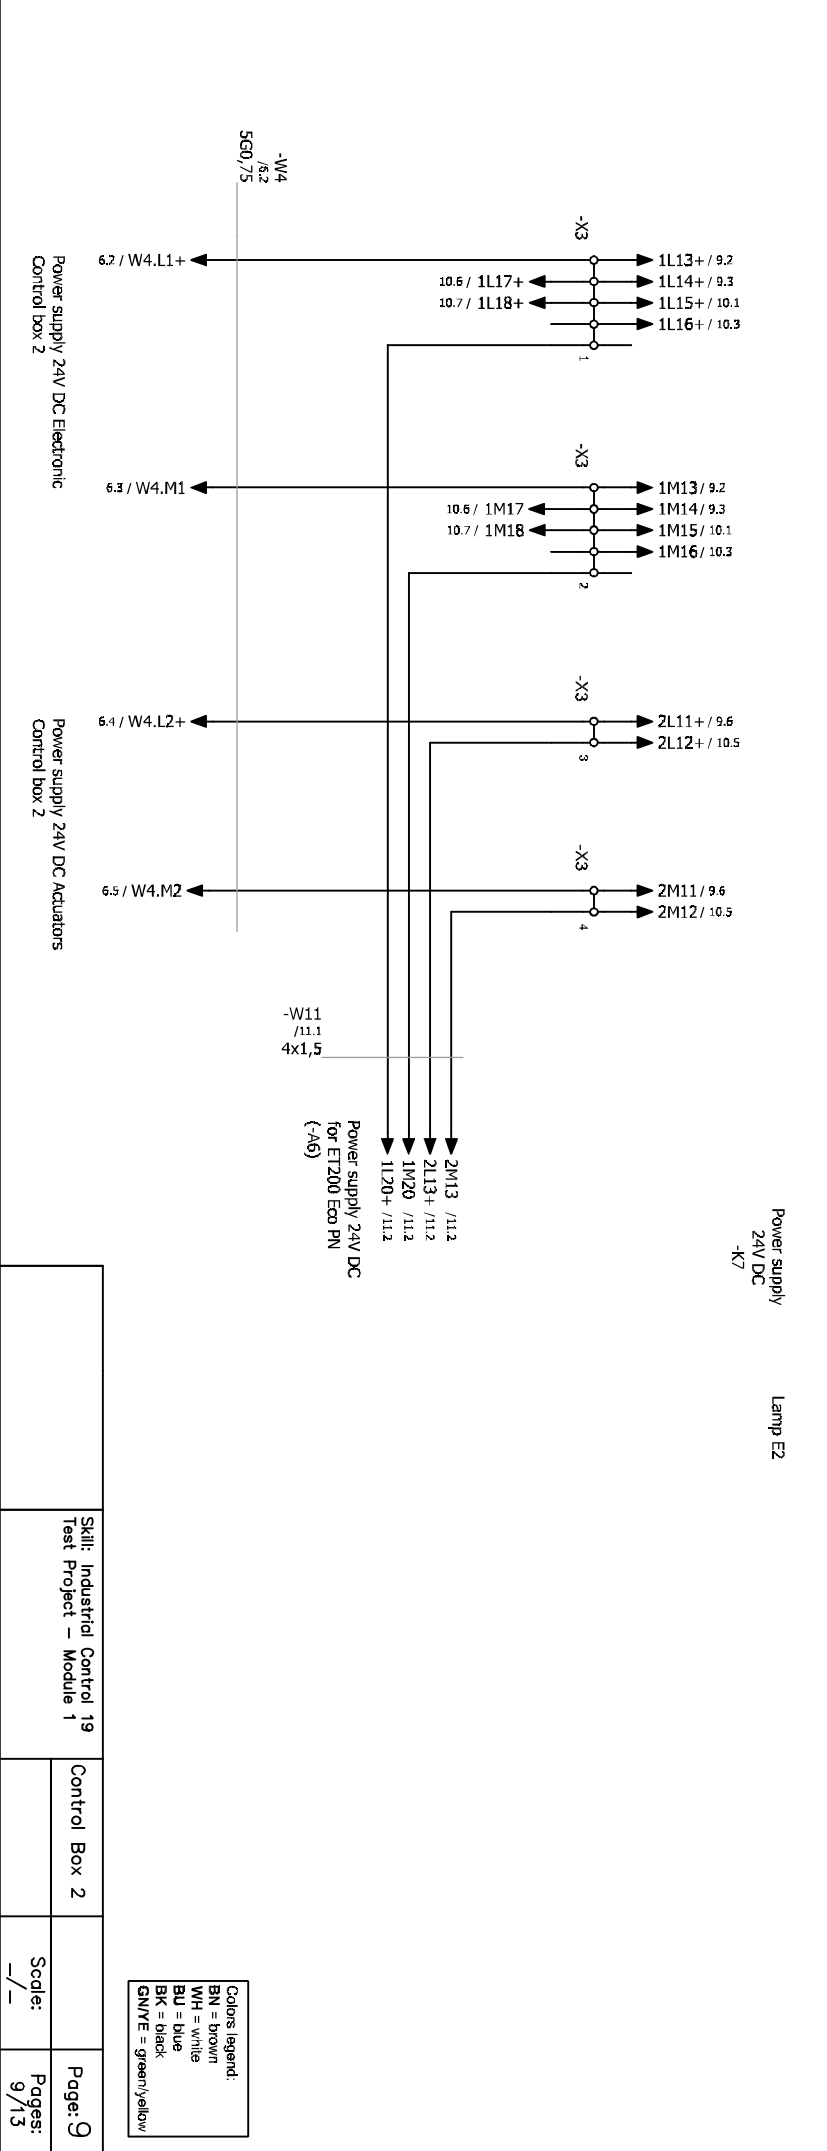 -W4
/6.2
5G0,75
-X3
6.2 / W4.L1+
1L13+ / 9.2
10.6 / 1L17+
1L14+ / 9.3
10.7 / 1L18+
1L15+ / 10.1
1L16+ / 10.3
1
Power supply 24V DC Electronic
Control box 2
-X3
6.3 / W4.M1
1M13 / 9.2
10.6 / 1M17
1M14 / 9.3
10.7 / 1M18
1M15 / 10.1
1M16 / 10.3
2
-X3
6.4 / W4.L2+
2L11+ / 9.6
2L12+ / 10.5
3
Power supply 24V DC Actuators
Control box 2
-X3
6.5 / W4.M2
2M11 / 9.6
2M12 / 10.5
4
-W11
/11.1
4x1,5
2M13 /11.2
2L13+ /11.2
1M20 /11.2
1L20+ /11.2
Power supply 24V DC
for ET200 Eco PN
(-A6)
Power supply
24V DC
-K7
Lamp E2
Skill: Industrial Control 19
Test Project – Module 1
Control Box 2
Scale:
-/-
Page: 9
Pages:
9/13
Colors legend:
BN = brown
WH = white
BU = blue
BK = black
GN/YE = green/yellow